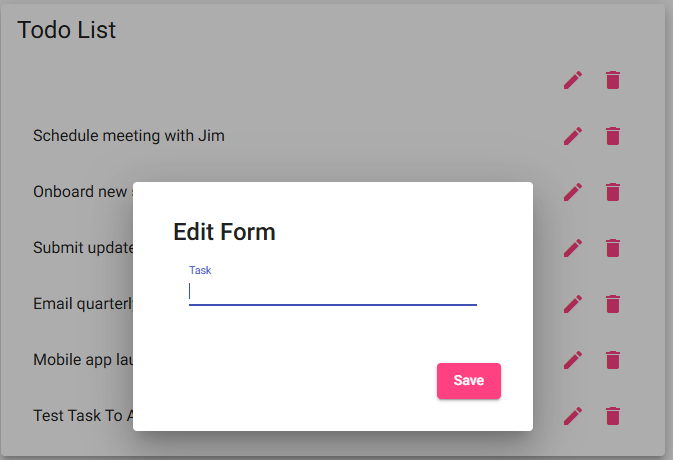 Todo List
Schedule meeting with Jim
Onboard new
Submit update
Email quarterl
Mobile app lau
Test Task To A
Edit Form
Task
Save